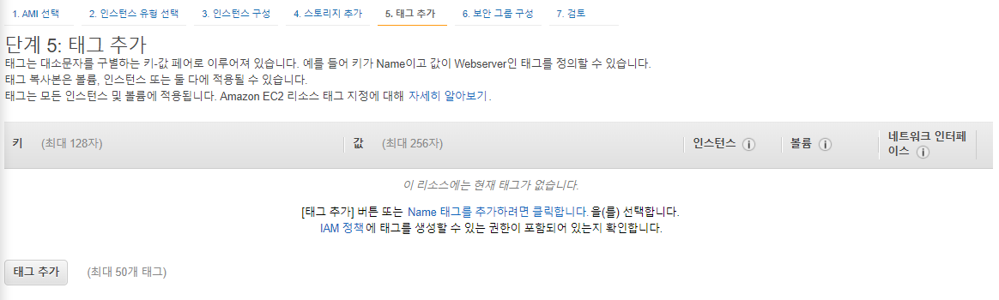 1. AMI 선택 2. 인스턴스 유형 선택 3. 인스턴스 구성 4. 스토리지 추가 5. 태그 추가 6. 보안 그룹 구성 7. 검토
단계 5: 태그 추가
태그는 대소문자를 구별하는 키-값 페어로 이루어져 있습니다. 예를 들어 키가 Name이고 값이 Webserver인 태그를 정의할 수 있습니다.
태그 복사본은 볼륨, 인스턴스 또는 둘 다에 적용될 수 있습니다.
태그는 모든 인스턴스 및 볼륨에 적용됩니다. Amazon EC2 리소스 태그 지정에 대해 자세히 알아보기.
키 (최대 128자) 값 (최대 256자) 인스턴스 i 볼륨 i 네트워크 인터페
이스 i
이 리소스에는 현재 태그가 없습니다.
[태그 추가] 버튼 또는 Name 태그를 추가하려면 클릭합니다. 을(를) 선택합니다.
IAM 정책에 태그를 생성할 수 있는 권한이 포함되어 있는지 확인합니다.
태그 추가 (최대 50개 태그)